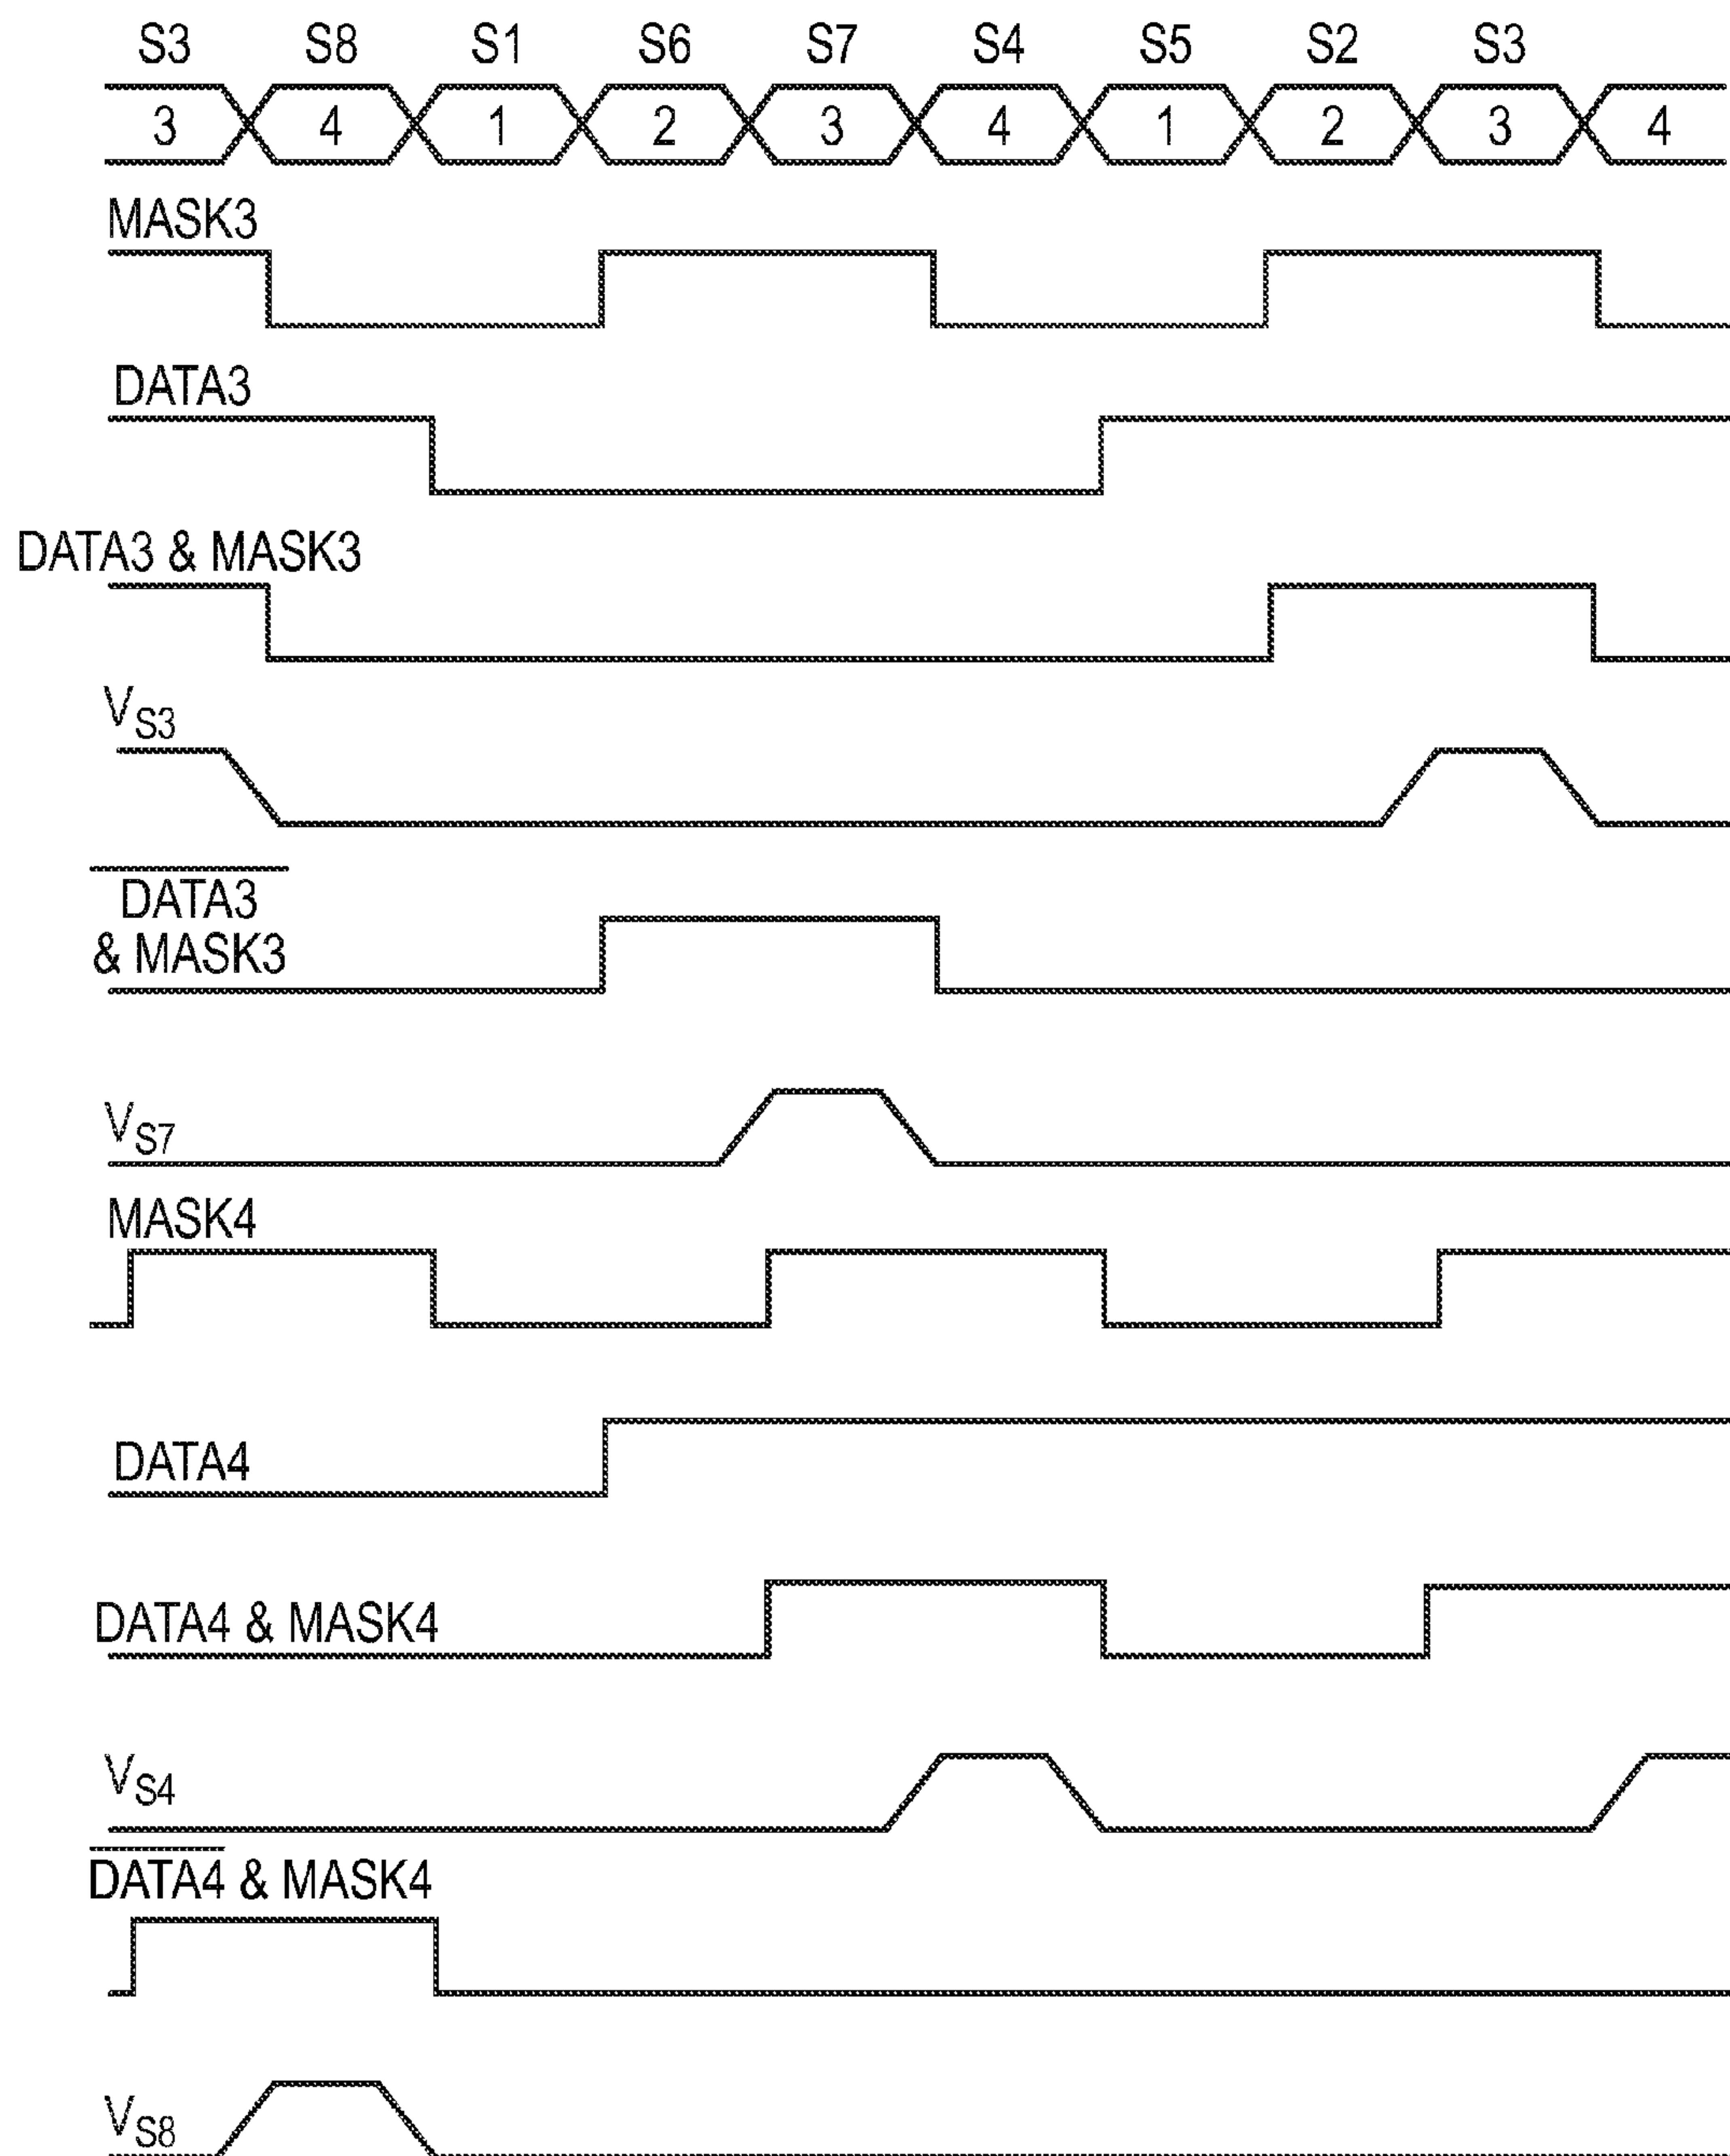 S3 S8 S1 S6 S7 S4 S5 S2 S3
3 4 1 2 3 4 1 2 3 4
MASK3
DATA3
DATA3 & MASK3
VS3
DATA3
& MASK3
VS7
MASK4
DATA4
DATA4 & MASK4
VS4
DATA4 & MASK4
VS8